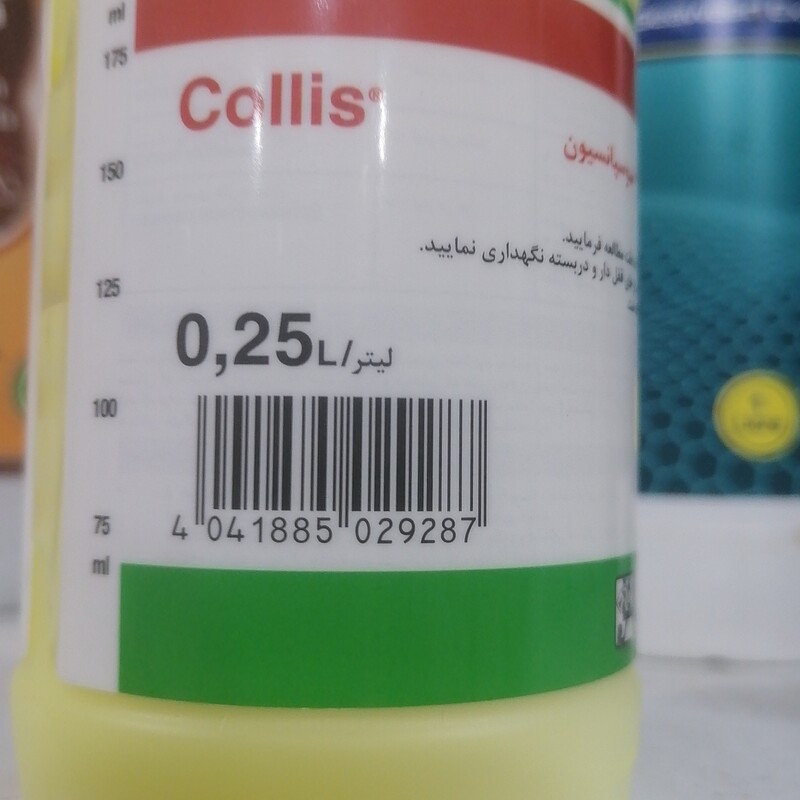 ml
175
Collis®
150
سوسپانسیون
مطالعه فرمایید.
قفل دار و دربسته نگهداری نمایید.
125
0,25L/لیتر
100
4 041885 029287
75
ml